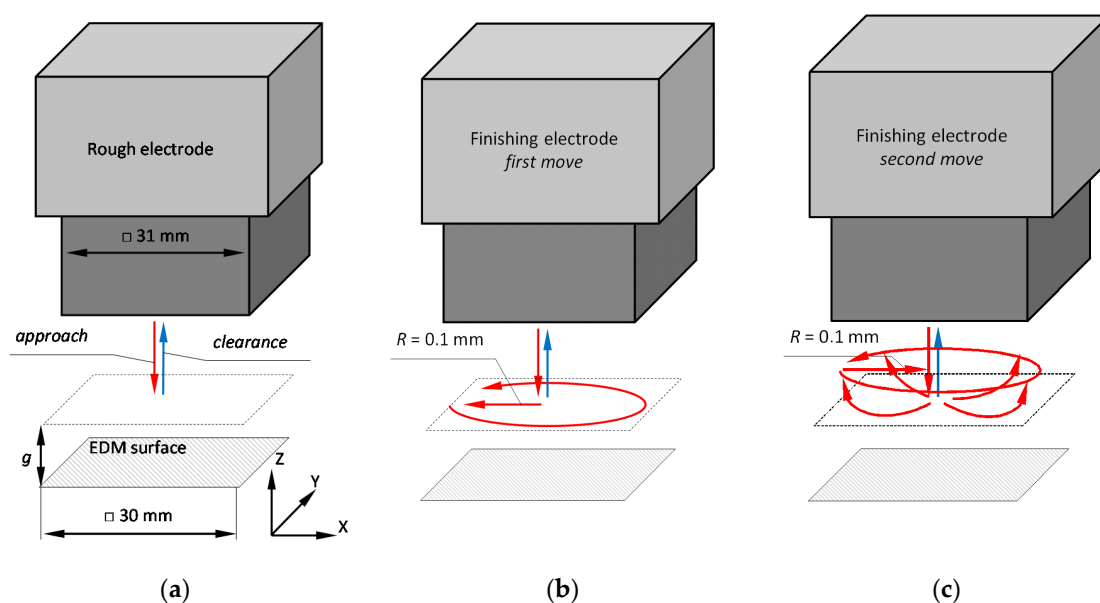 Rough electrode
□ 31 mm
approach
clearance
g
EDM surface
□ 30 mm
Z
Y
X
(a)
Finishing electrode
first move
R = 0.1 mm
(b)
Finishing electrode
second move
R = 0.1 mm
(c)